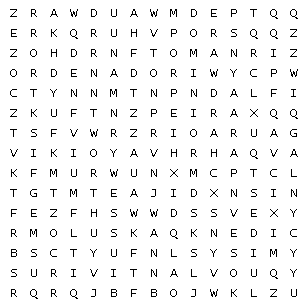 Z R A W D U A W M D E P T Q Q
E R K Q R U H V P O R S Q Q Z
Z O H D R N F T O M A N R I Z
O R D E N A D O R I W Y C P W
C T Y N N M T N P N D A L F I
Z K U F T N Z P E I R A X Q Q
T S F V W R Z R I O A R U A G
V I K I O Y A V H R H A Q V A
K F M U R W U N X M C P T C L
T G T M T E A J I D X N S I N
F E Z F H S W W D S S V E X Y
R M O L U S K A Q K N E D I C
B S C T Y U F N L S Y S I M Y
S U R I V I T N A L V O U Q Y
R Q R Q J B F B O J W K L Z U